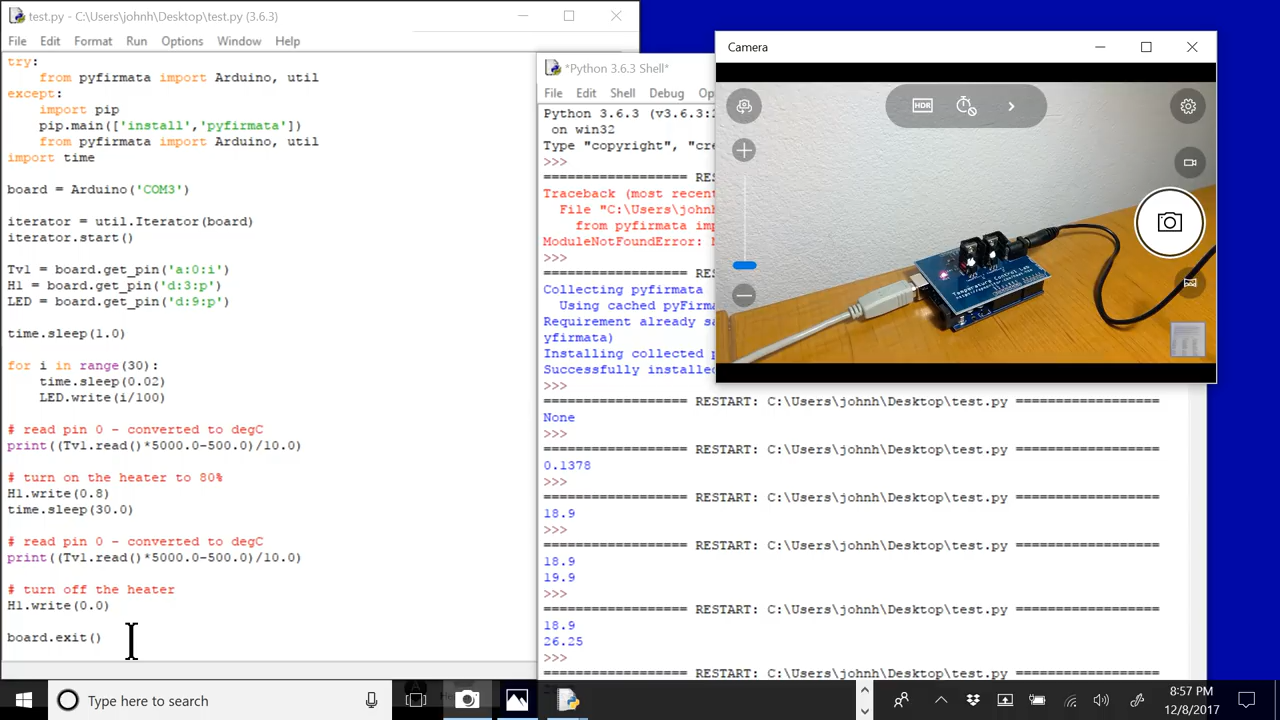 test.py - C:\Users\johnh\Desktop\test.py (3.6.3)
File Edit Format Run Options Window Help
try:
    from pyfirmata import Arduino, util
except:
    import pip
    pip.main(['install','pyfirmata'])
    from pyfirmata import Arduino, util
import time
board = Arduino('COM3')
iterator = util.Iterator(board)
iterator.start()
Tv1 = board.get_pin('a:0:i')
H1 = board.get_pin('d:3:p')
LED = board.get_pin('d:9:p')
time.sleep(1.0)
for i in range(30):
    time.sleep(0.02)
    LED.write(i/100)
# read pin 0 - converted to degC
print((Tv1.read()*5000.0-500.0)/10.0)
# turn on the heater to 80%
H1.write(0.8)
time.sleep(30.0)
# read pin 0 - converted to degC
print((Tv1.read()*5000.0-500.0)/10.0)
# turn off the heater
H1.write(0.0)
board.exit()
*Python 3.6.3 Shell*
File Edit Shell Debug Op
Python 3.6.3 (v3.6.3:
on win32
Type "copyright", "cre
>>>
================== RES
Traceback (most recent
  File "C:\Users\john
    from pyfirmata imp
ModuleNotFoundError:
>>>
================== RES
Collecting pyfirmata
  Using cached pyFirma
Requirement already sa
yfirmata)
Installing collected p
Successfully installe
>>>
================== RESTART: C:\Users\johnh\Desktop\test.py ==================
None
>>>
================== RESTART: C:\Users\johnh\Desktop\test.py ==================
0.1378
>>>
================== RESTART: C:\Users\johnh\Desktop\test.py ==================
18.9
>>>
================== RESTART: C:\Users\johnh\Desktop\test.py ==================
18.9
19.9
>>>
================== RESTART: C:\Users\johnh\Desktop\test.py ==================
18.9
26.25
>>>
================== RESTART: C:\Users\johnh\Desktop\test.py ==================
Camera
HDR
Temperature Control Lab
Type here to search
8:57 PM
12/8/2017